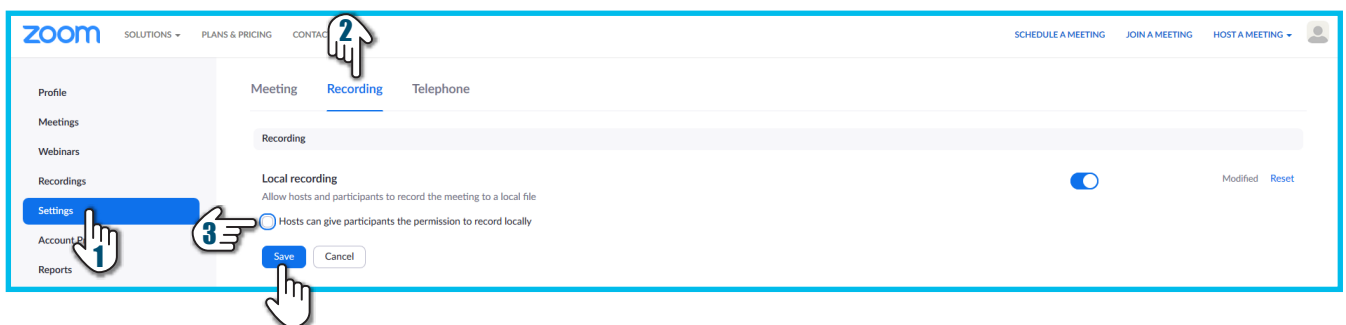 zoom SOLUTIONS PLANS & PRICING SCHEDULE A MEETING JOIN A MEETING HOST A MEETING
2
Profile
Meetings
Webinars
Recordings
Settings
Account
Reports
1
Meeting Recording Telephone
Recording
Local recording
Modified Reset
Allow hosts and participants to record the meeting to a local file
3
Hosts can give participants the permission to record locally
Save Cancel